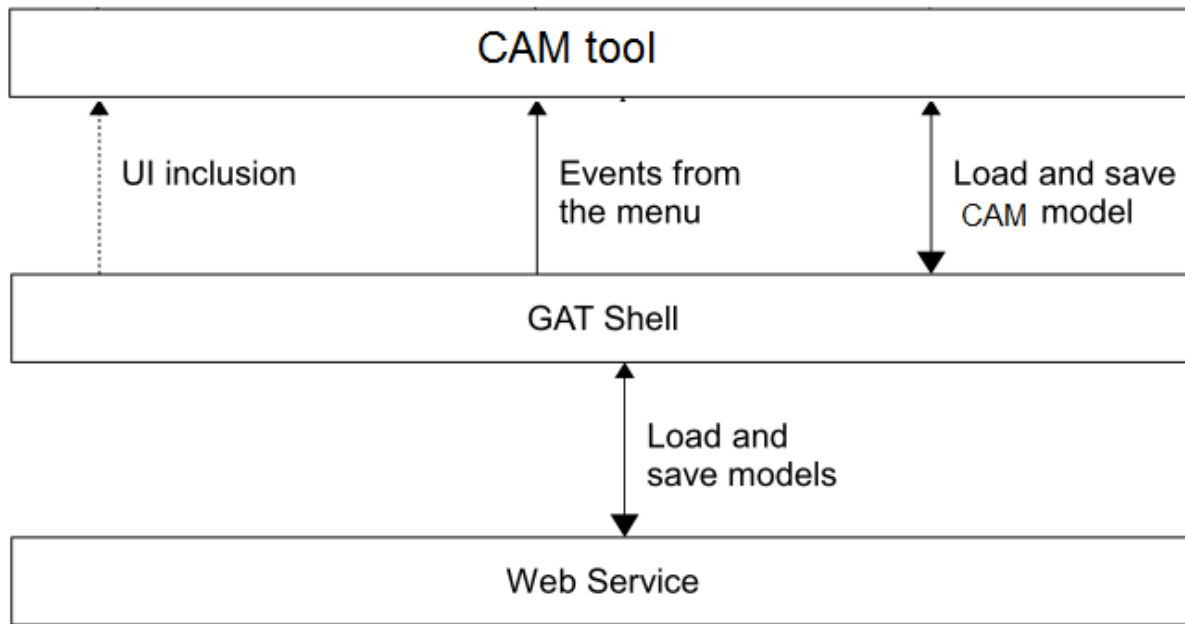 CAM tool
UI inclusion
Events from
the menu
Load and save
CAM model
GAT Shell
Load and
save models
Web Service